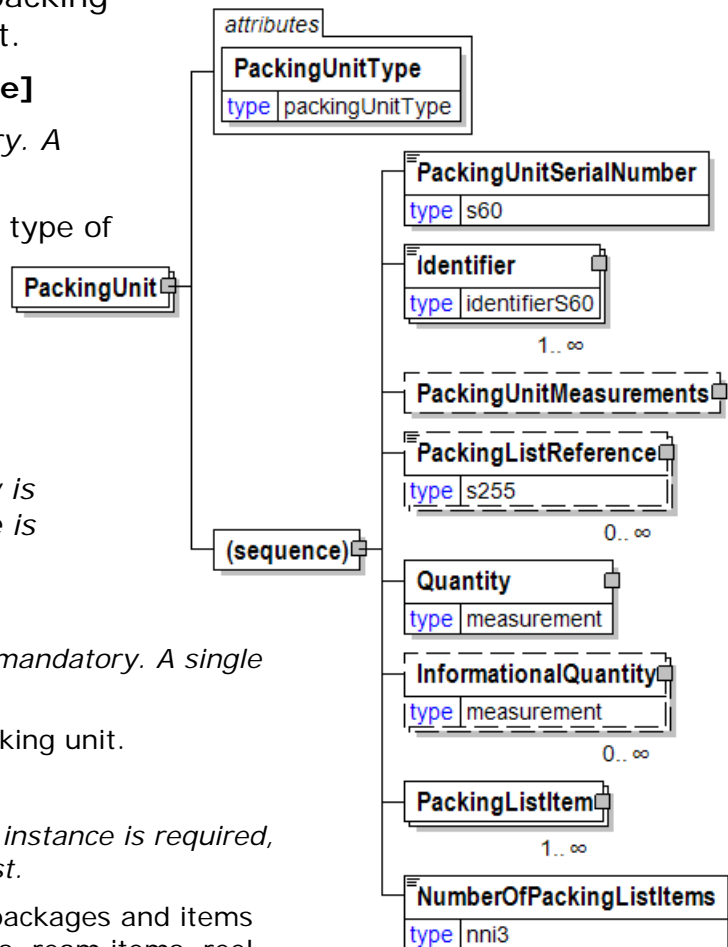 packing
t.
e]
ry. A
type of
y is
e is
mandatory. A single
king unit.
instance is required,
st.
packages and items
attributes
PackingUnitType
type packingUnitType
PackingUnit
(sequence)
PackingUnitSerialNumber
type s60
Identifier
type identifierS60
1.. ∞
PackingUnitMeasurements
PackingListReference
type s255
0.. ∞
Quantity
type measurement
InformationalQuantity
type measurement
0.. ∞
PackingListItem
1.. ∞
NumberOfPackingListItems
type nni3